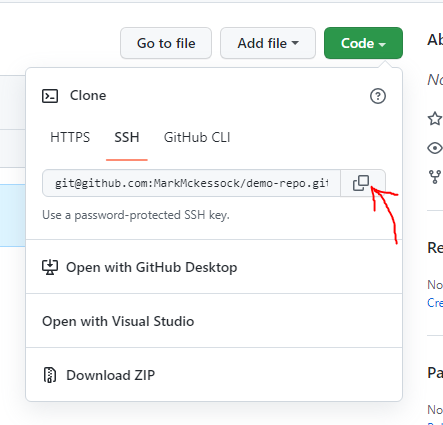 Go to file
Add file
Code
Ab
Clone
No
HTTPS SSH GitHub CLI
git@github.com:MarkMckessock/demo-repo.git
Use a password-protected SSH key.
Re
Open with GitHub Desktop
No
Cre
Open with Visual Studio
Pa
Download ZIP
No